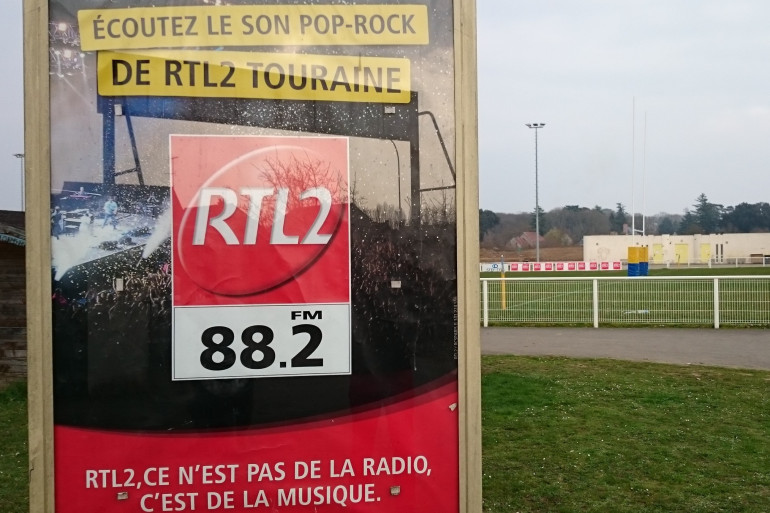 ÉCOUTEZ LE SON POP-ROCK
DE RTL2 TOURAINE
RTL2
FM
88.2
RTL2,CE N'EST PAS DE LA RADIO,
C'EST DE LA MUSIQUE.